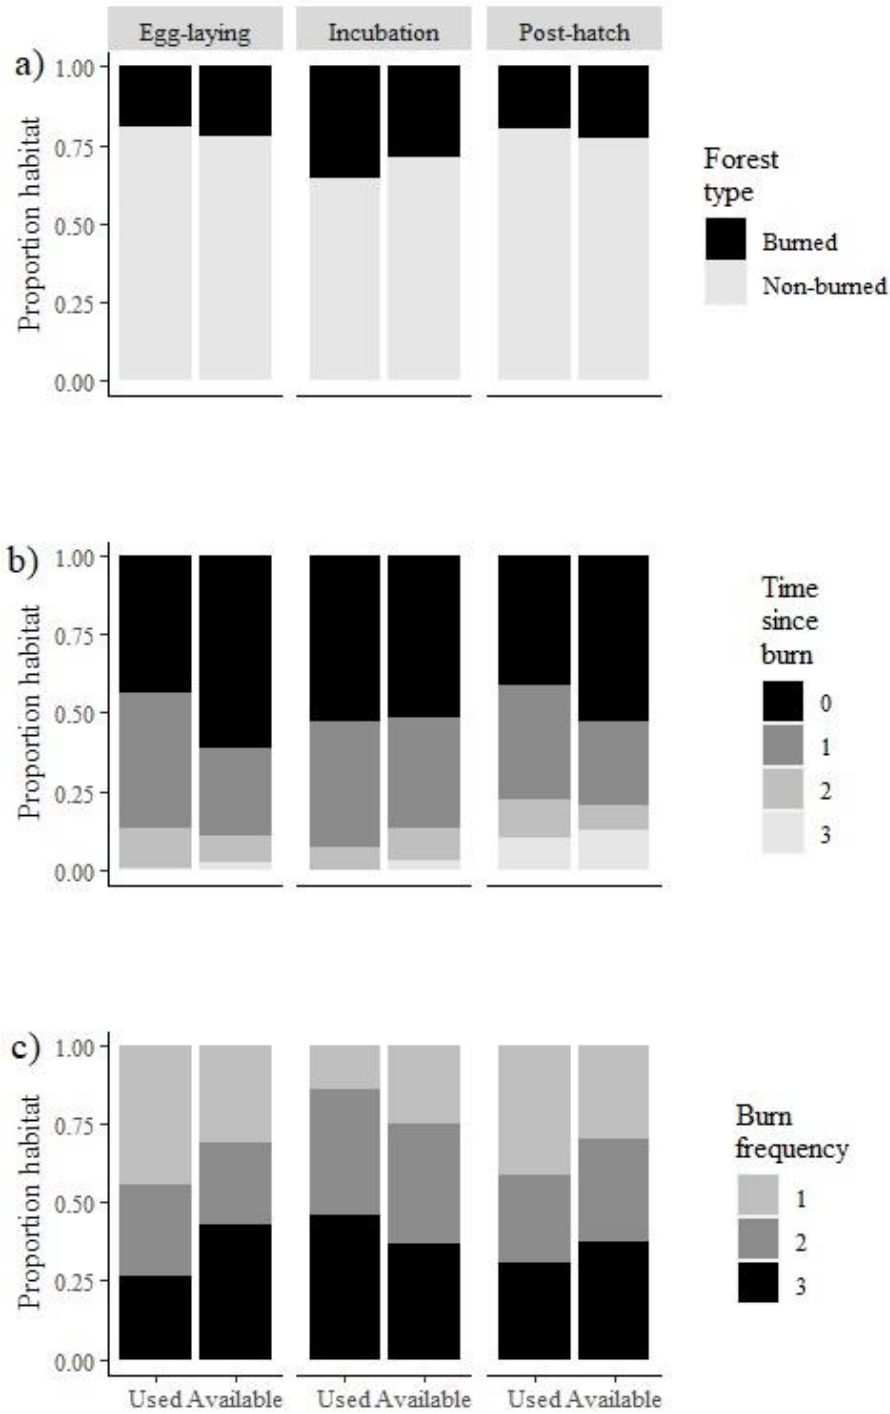 Egg-laying Incubation Post-hatch
a)
Proportion habitat
1.00
0.75
0.50
0.25
0.00
Forest
type
Burned
Non-burned
b)
Proportion habitat
1.00
0.75
0.50
0.25
0.00
Time
since
burn
0
1
2
3
c)
Proportion habitat
1.00
0.75
0.50
0.25
0.00
Burn
frequency
1
2
3
Used Available Used Available Used Available